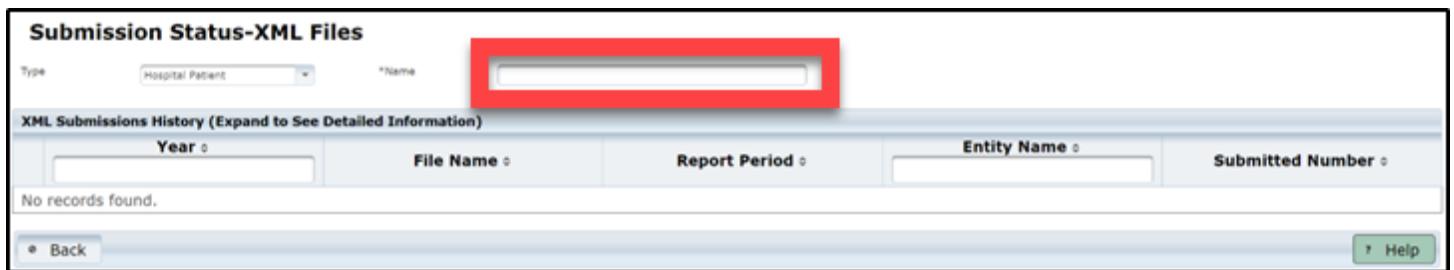 Submission Status-XML Files
Type Hospital Patient *Name
XML Submissions History (Expand to See Detailed Information)
Year File Name Report Period Entity Name Submitted Number
No records found.
Back ? Help